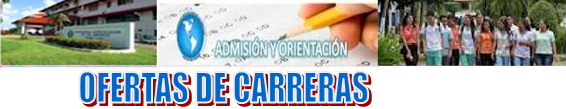 ADMISIÓN Y ORIENTACIÓN
OFERTAS DE CARRERAS